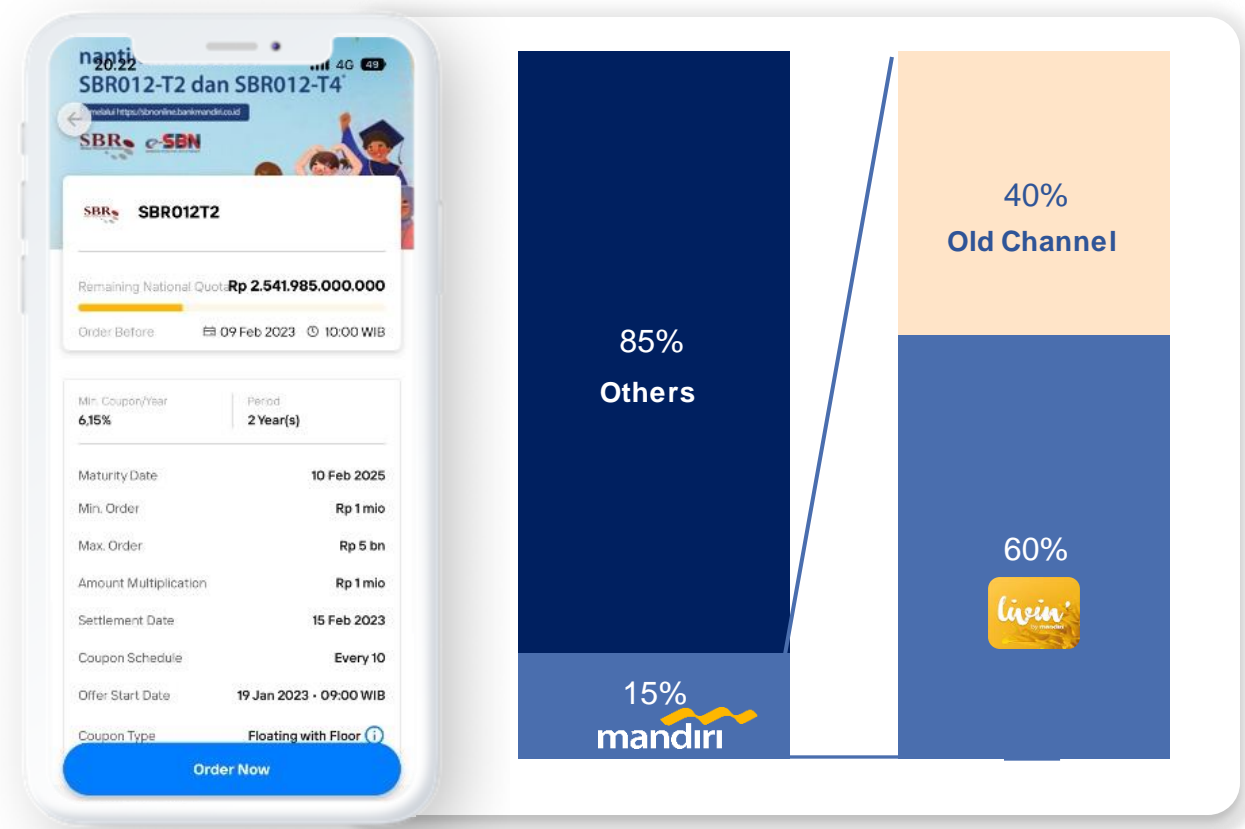 nanti
20.22
4G 49
SBR012-T2 dan SBR012-T4*
melalui https://sbnonline.bankmandiri.co.id
SBR e-SBN
SBR SBR012T2
Remaining National Quota Rp 2.541.985.000.000
Order Before 09 Feb 2023 10:00 WIB
Min. Coupon/Year Period
6,15% 2 Year(s)
Maturity Date 10 Feb 2025
Min. Order Rp 1 mio
Max. Order Rp 5 bn
Amount Multiplication Rp 1 mio
Settlement Date 15 Feb 2023
Coupon Schedule Every 10
Offer Start Date 19 Jan 2023 • 09:00 WIB
Coupon Type Floating with Floor
Order Now
85%
Others
15%
mandiri
40%
Old Channel
60%
livin'
by mandiri